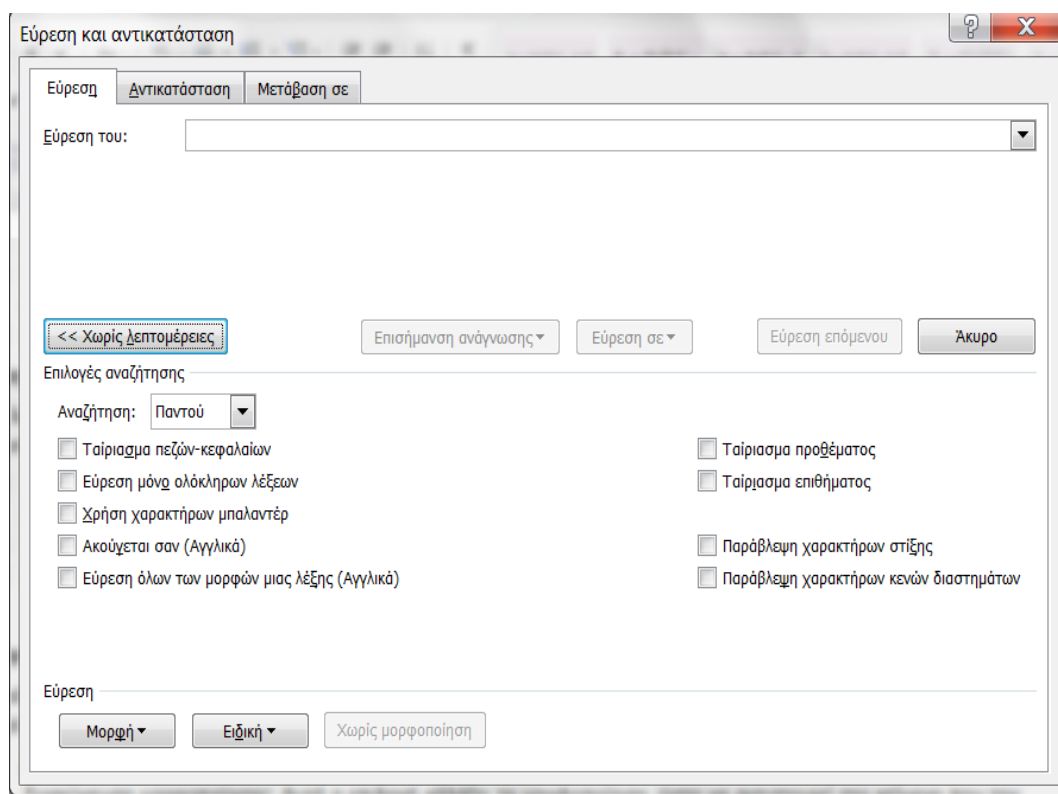 Εύρεση και αντικατάσταση
Εύρεση Αντικατάσταση Μετάβαση σε
Εύρεση του:
<< Χωρίς λεπτομέρειες Επισήμανση ανάγνωσης Εύρεση σε Εύρεση επόμενου Άκυρο
Επιλογές αναζήτησης
Αναζήτηση: Παντού
Ταίριασμα πεζών-κεφαλαίων Ταίριασμα προθέματος
Εύρεση μόνο ολόκληρων λέξεων Ταίριασμα επιθήματος
Χρήση χαρακτήρων μπαλαντέρ
Ακούγεται σαν (Αγγλικά) Παράβλεψη χαρακτήρων στίξης
Εύρεση όλων των μορφών μιας λέξης (Αγγλικά) Παράβλεψη χαρακτήρων κενών διαστημάτων
Εύρεση
Μορφή Ειδική Χωρίς μορφοποίηση